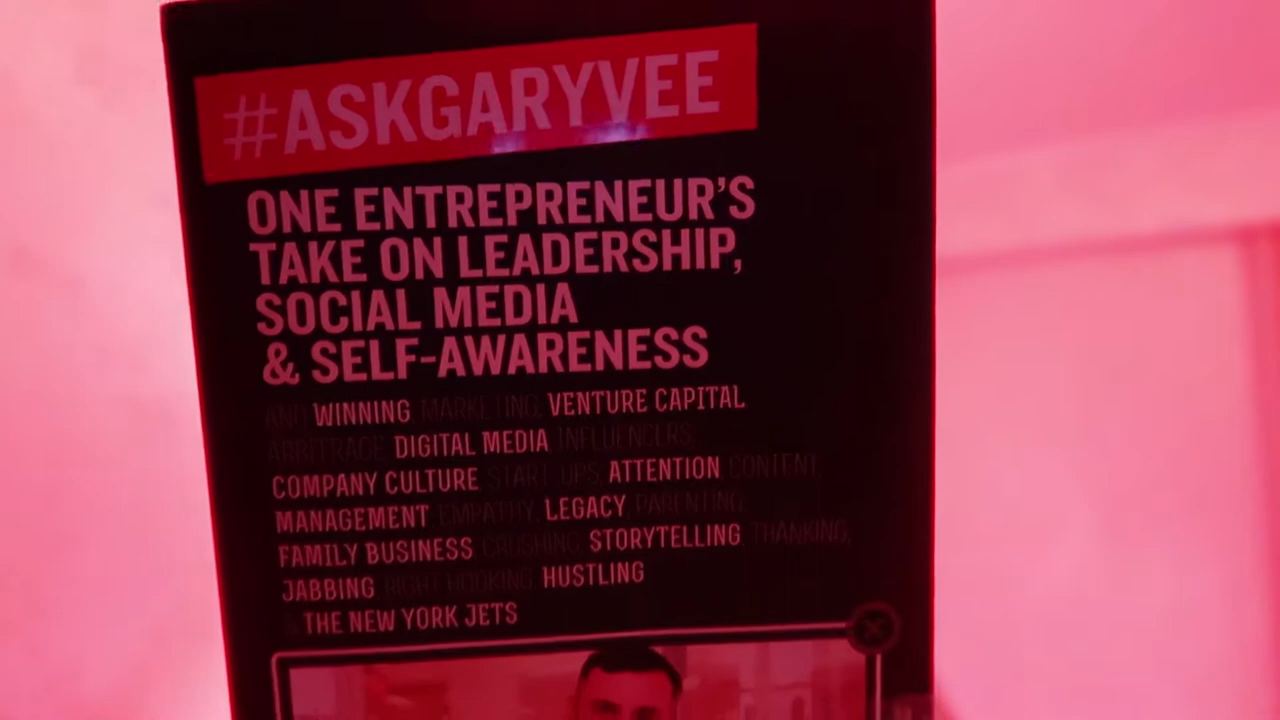 #ASKGARYVEE
ONE ENTREPRENEUR'S
TAKE ON LEADERSHIP,
SOCIAL MEDIA
& SELF-AWARENESS
AND WINNING MARKETING, VENTURE CAPITAL
ARBITRAGE DIGITAL MEDIA INFLUENCERS,
COMPANY CULTURE START-UPS, ATTENTION CONTENT
MANAGEMENT EMPATHY, LEGACY PARENTING
FAMILY BUSINESS CRUSHING STORYTELLING THANKING,
JABBING RIGHT HOOKING HUSTLING
& THE NEW YORK JETS